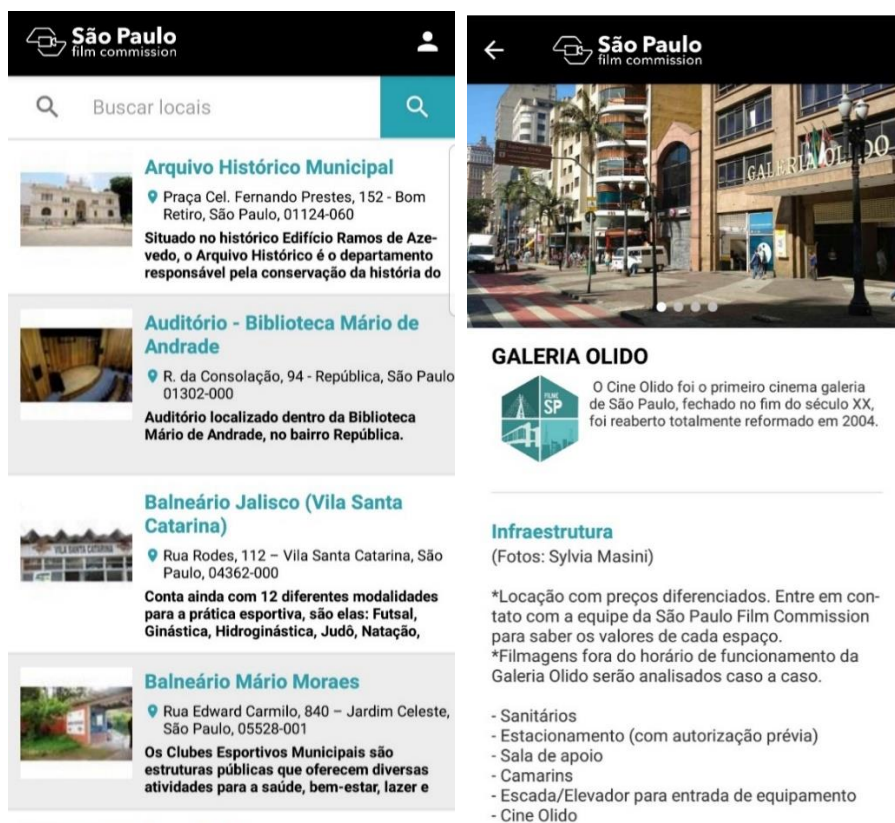 São Paulo
film commission
Buscar locais
Arquivo Histórico Municipal
Praça Cel. Fernando Prestes, 152 - Bom
Retiro, São Paulo, 01124-060
Situado no histórico Edifício Ramos de Aze-
vedo, o Arquivo Histórico é o departamento
responsável pela conservação da história do
Auditório - Biblioteca Mário de
Andrade
R. da Consolação, 94 - República, São Paulo
01302-000
Auditório localizado dentro da Biblioteca
Mário de Andrade, no bairro República.
Balneário Jalisco (Vila Santa
Catarina)
VILA SANTA CATARINA
Rua Rodes, 112 – Vila Santa Catarina, São
Paulo, 04362-000
Conta ainda com 12 diferentes modalidades
para a prática esportiva, são elas: Futsal,
Ginástica, Hidroginástica, Judô, Natação,
Balneário Mário Moraes
Rua Edward Carmilo, 840 – Jardim Celeste,
São Paulo, 05528-001
Os Clubes Esportivos Municipais são
estruturas públicas que oferecem diversas
atividades para a saúde, bem-estar, lazer e
São Paulo
film commission
GALERIA OLIDO
GALERIA OLIDO
FILME
SP
O Cine Olido foi o primeiro cinema galeria
de São Paulo, fechado no fim do século XX,
foi reaberto totalmente reformado em 2004.
Infraestrutura
(Fotos: Sylvia Masini)
*Locação com preços diferenciados. Entre em con-
tato com a equipe da São Paulo Film Commission
para saber os valores de cada espaço.
*Filmagens fora do horário de funcionamento da
Galeria Olido serão analisados caso a caso.
- Sanitários
- Estacionamento (com autorização prévia)
- Sala de apoio
- Camarins
- Escada/Elevador para entrada de equipamento
- Cine Olido